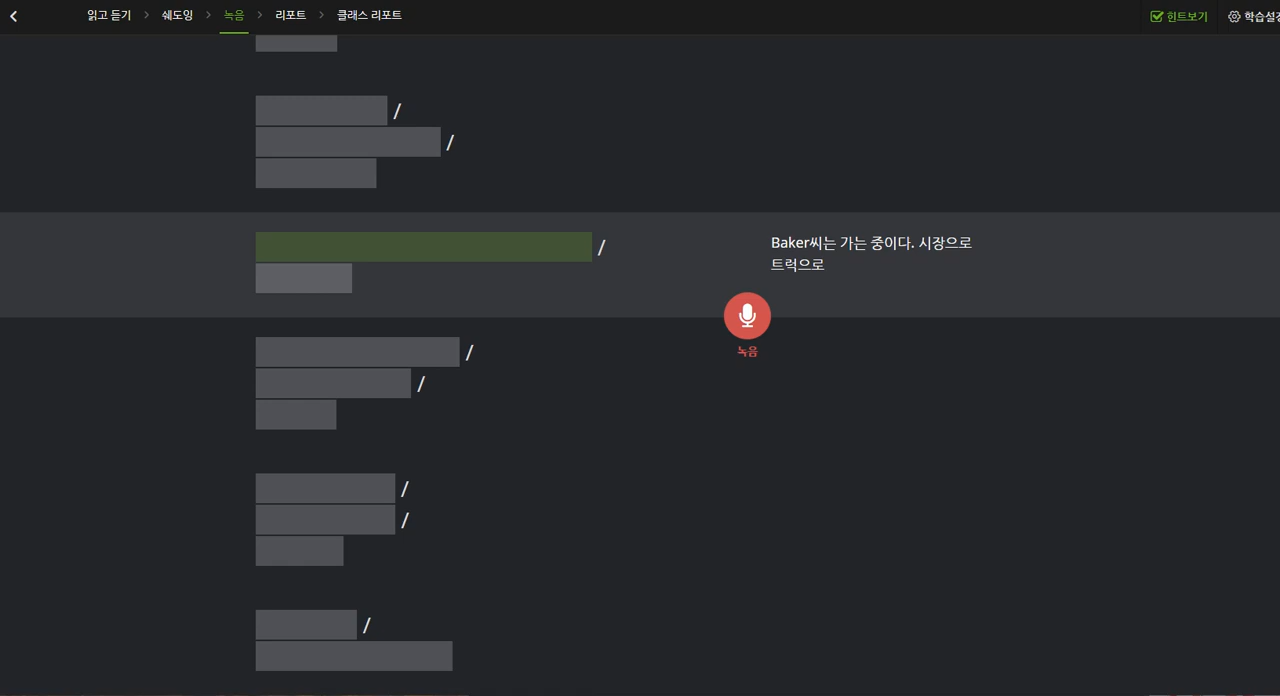 읽고 듣기 > 쉐도잉 > 녹음 > 리포트 > 클래스 리포트
힌트보기
학습설정
/
/
/
Baker씨는 가는 중이다. 시장으로
트럭으로
녹음
/
/
/
/
/